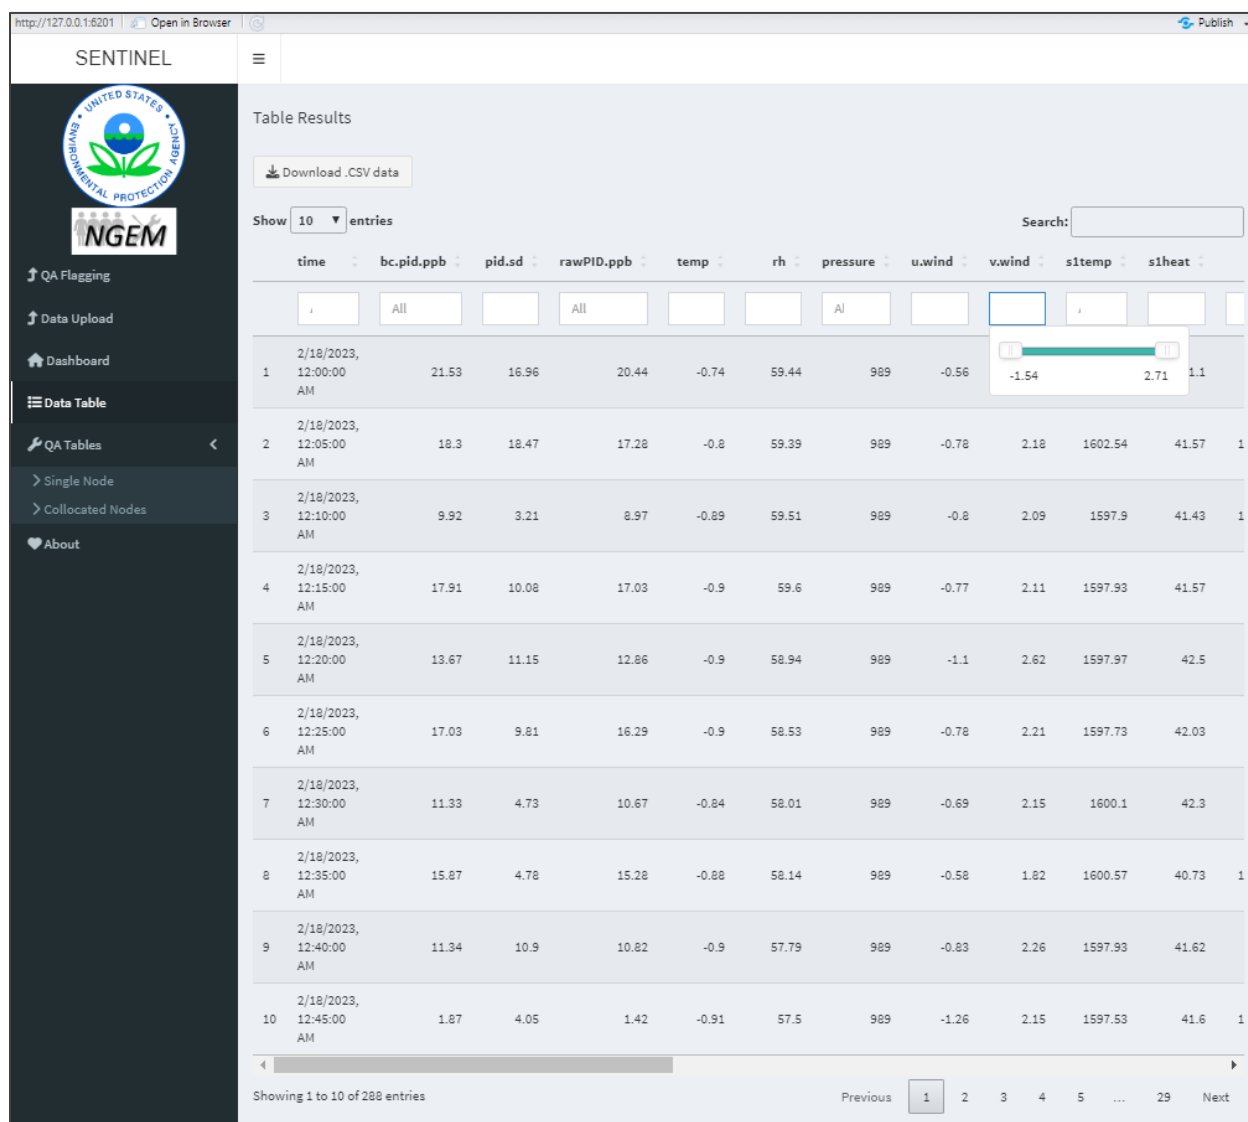 http://127.0.0.1:6201 Open in Browser Publish
SENTINEL
UNITED STATES ENVIRONMENTAL PROTECTION AGENCY
NGEM
QA Flagging
Data Upload
Dashboard
Data Table
QA Tables
Single Node
Collocated Nodes
About
Table Results
Download .CSV data
Show 10 entries Search:
time bc.pid.ppb pid.sd rawPID.ppb temp rh pressure u.wind v.wind s1temp s1heat
All All Al
-1.54 2.71
2/18/2023,
1 12:00:00 21.53 16.96 20.44 -0.74 59.44 989 -0.56 1.1
AM
2/18/2023,
2 12:05:00 18.3 18.47 17.28 -0.8 59.39 989 -0.78 2.18 1602.54 41.57 1
AM
2/18/2023,
3 12:10:00 9.92 3.21 8.97 -0.89 59.51 989 -0.8 2.09 1597.9 41.43 1
AM
2/18/2023,
4 12:15:00 17.91 10.08 17.03 -0.9 59.6 989 -0.77 2.11 1597.93 41.57
AM
2/18/2023,
5 12:20:00 13.67 11.15 12.86 -0.9 58.94 989 -1.1 2.62 1597.97 42.5
AM
2/18/2023,
6 12:25:00 17.03 9.81 16.29 -0.9 58.53 989 -0.78 2.21 1597.73 42.03
AM
2/18/2023,
7 12:30:00 11.33 4.73 10.67 -0.84 58.01 989 -0.69 2.15 1600.1 42.3
AM
2/18/2023,
8 12:35:00 15.87 4.78 15.28 -0.88 58.14 989 -0.58 1.82 1600.57 40.73 1
AM
2/18/2023,
9 12:40:00 11.34 10.9 10.82 -0.9 57.79 989 -0.83 2.26 1597.93 41.62
AM
2/18/2023,
10 12:45:00 1.87 4.05 1.42 -0.91 57.5 989 -1.26 2.15 1597.53 41.6 1
AM
Showing 1 to 10 of 288 entries Previous 1 2 3 4 5 ... 29 Next